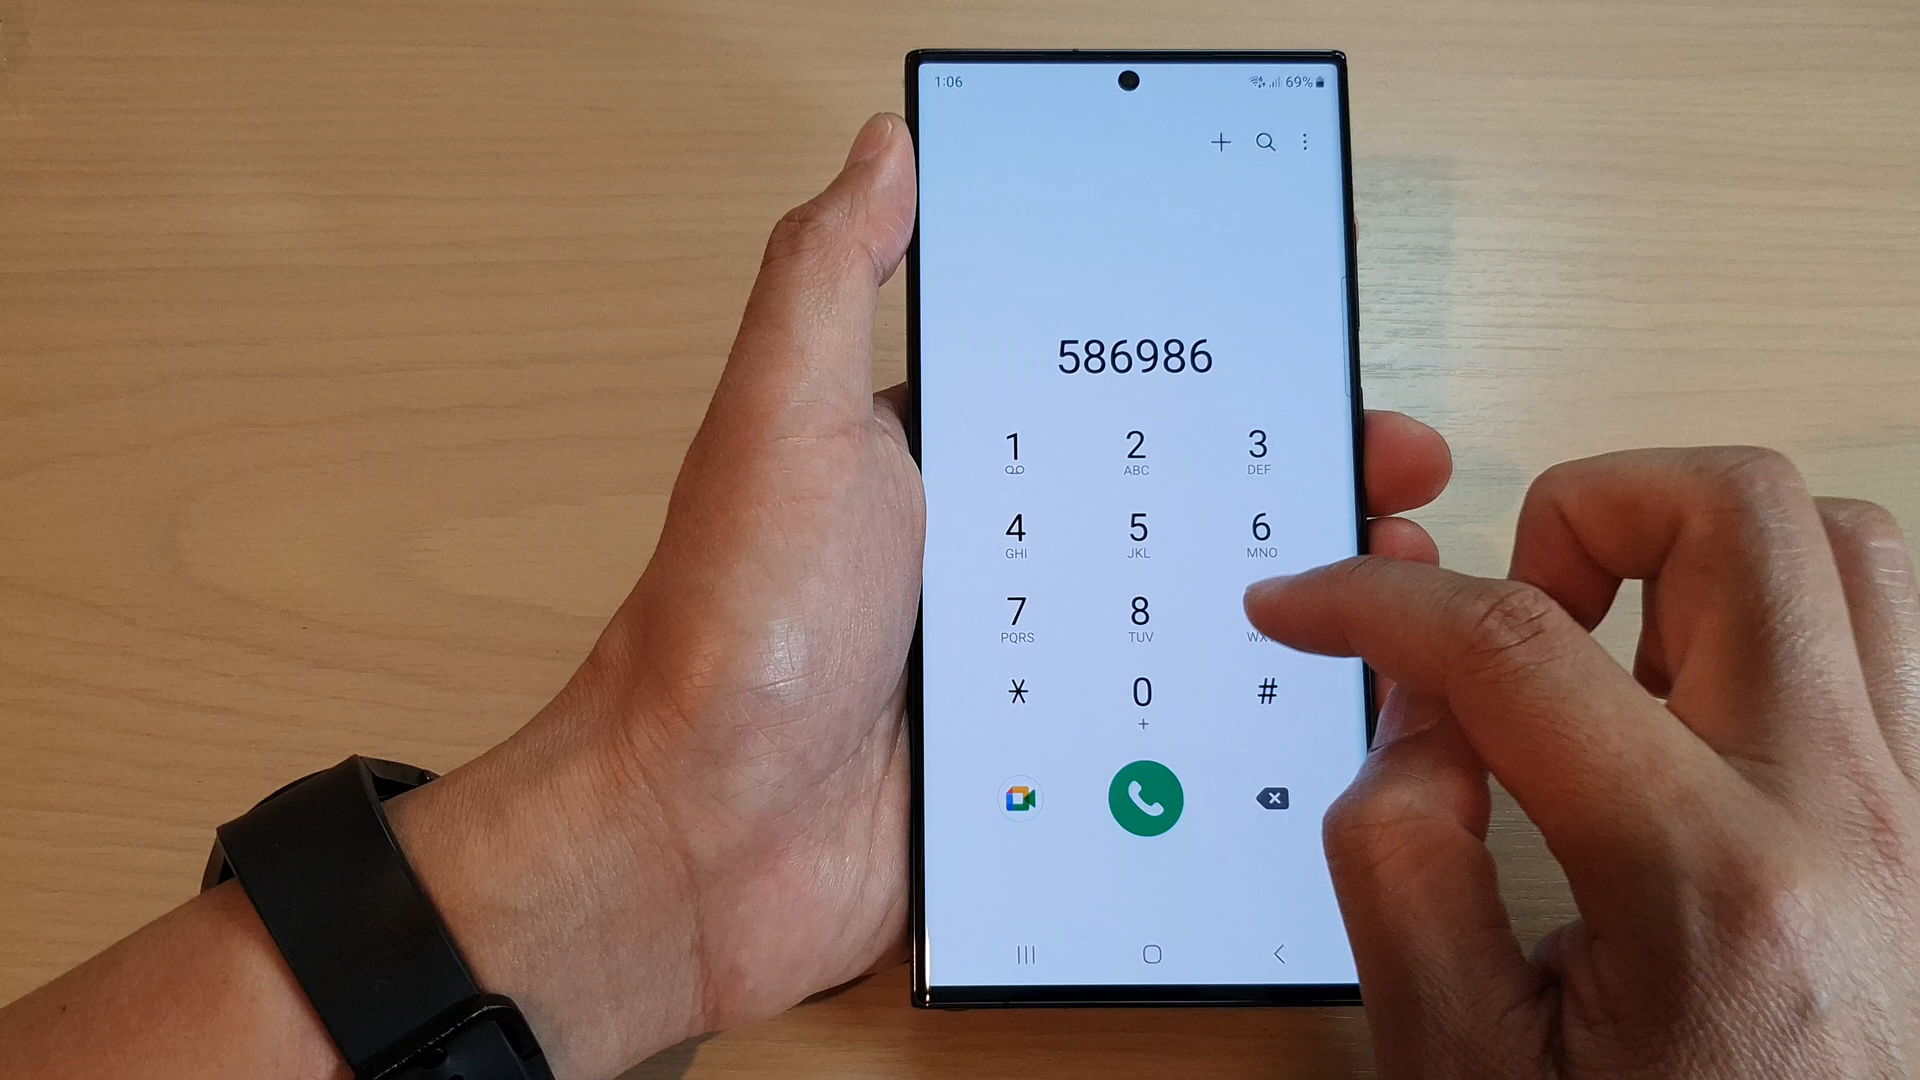 1:06 69%
586986
1 2 3
ABC DEF
4 5 6
GHI JKL MNO
7 8
PQRS TUV
* 0 #
+